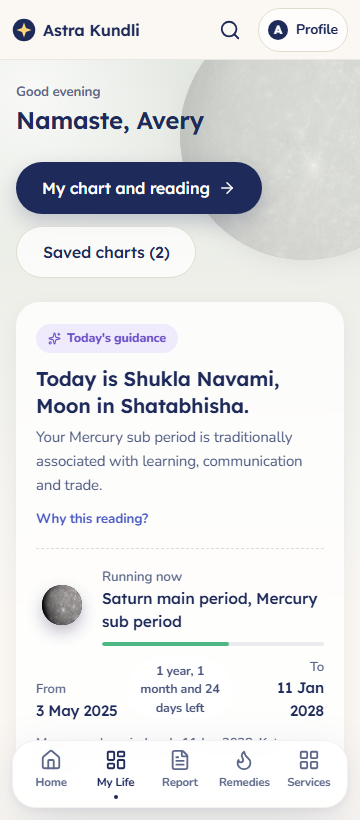 Astra Kundli
A Profile
Good evening
Namaste, Avery
My chart and reading
Saved charts (2)
Today's guidance
Today is Shukla Navami,
Moon in Shatabhisha.
Your Mercury sub period is traditionally
associated with learning, communication
and trade.
Why this reading?
Running now
Saturn main period, Mercury
sub period
From
3 May 2025
1 year, 1
month and 24
days left
To
11 Jan
2028
Home
My Life
Report
Remedies
Services